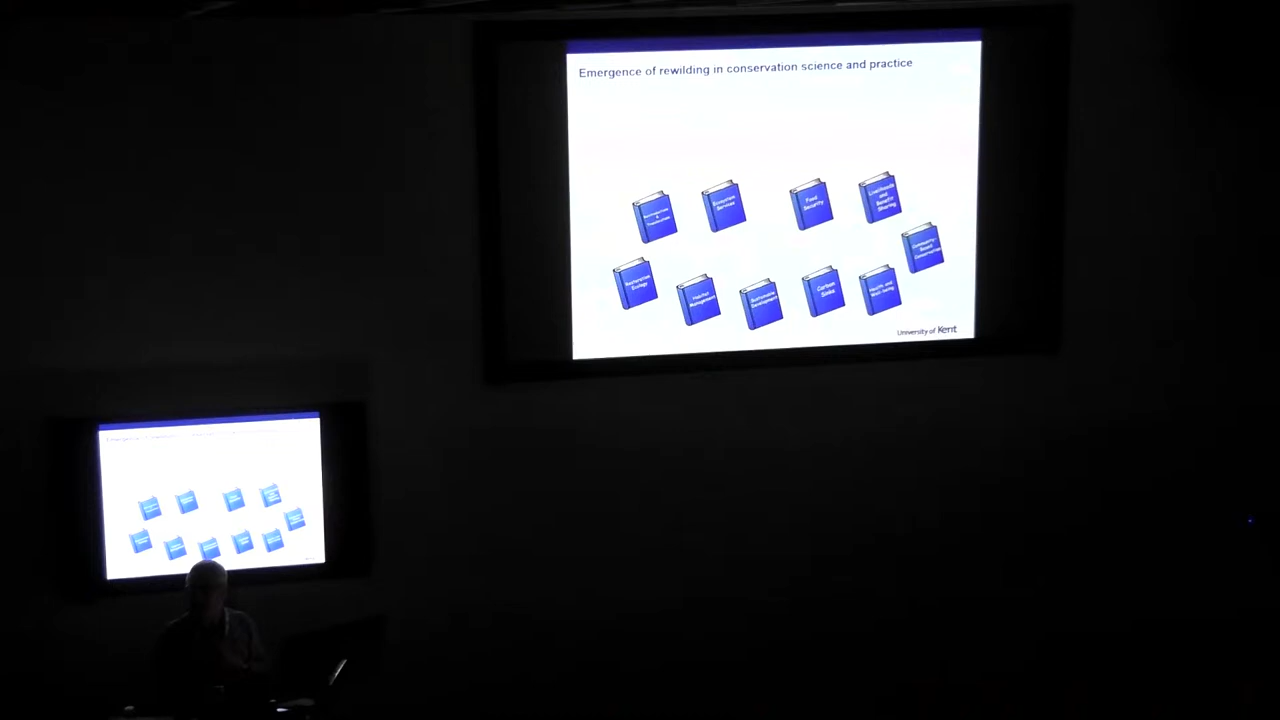 Emergence of rewilding in conservation science and practice
&
Ecosystem
Services
Food
Security
Livelihoods
and
Benefit
Sharing
Community-
Based
Conservation
Restoration
Ecology
Habitat
Management
Sustainable
Development
Carbon
Sinks
Health and
Well-being
University of Kent